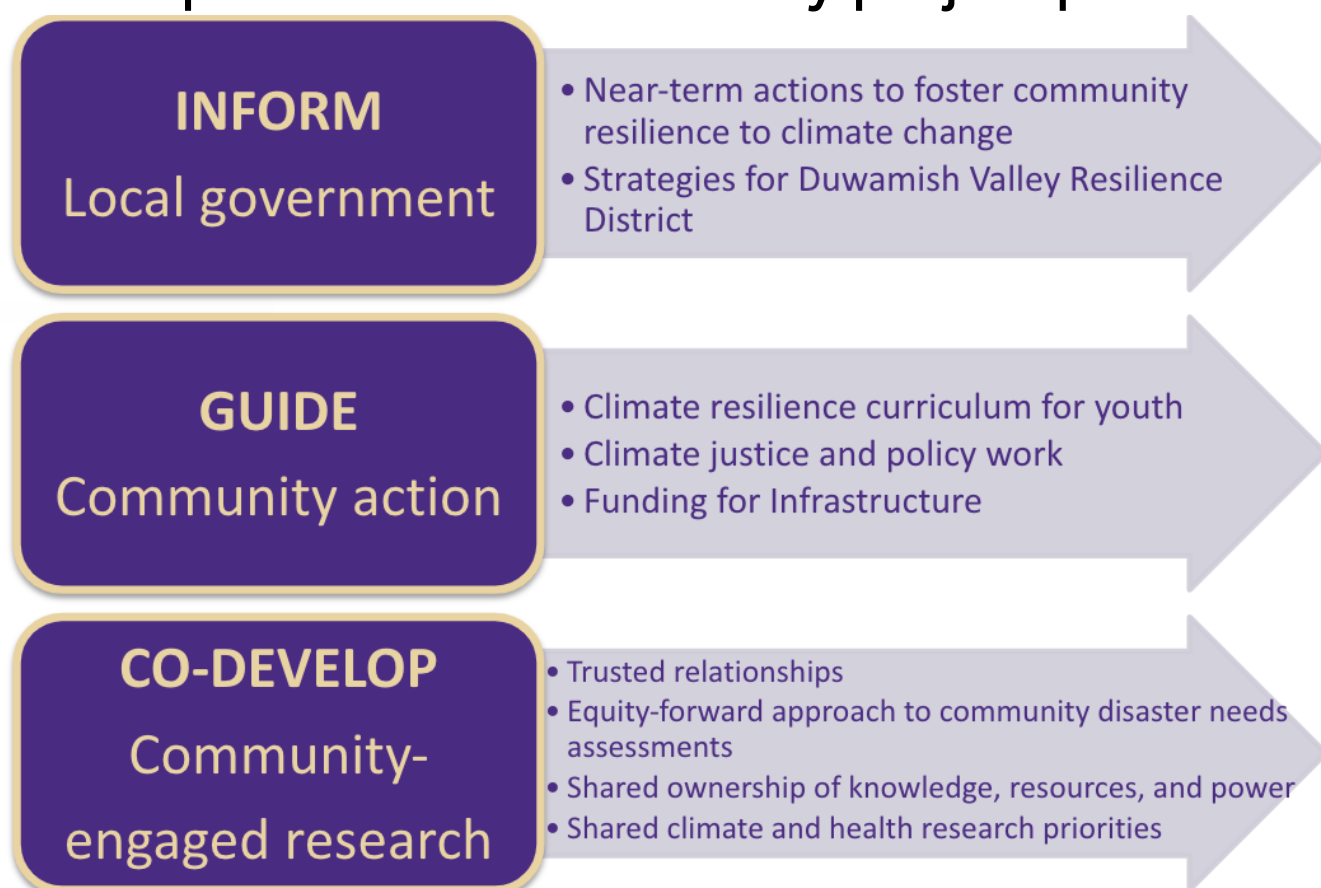 INFORM
Local government
• Near-term actions to foster community
resilience to climate change
• Strategies for Duwamish Valley Resilience
District
GUIDE
Community action
• Climate resilience curriculum for youth
• Climate justice and policy work
• Funding for Infrastructure
CO-DEVELOP
Community-
engaged research
• Trusted relationships
• Equity-forward approach to community disaster needs
assessments
• Shared ownership of knowledge, resources, and power
• Shared climate and health research priorities